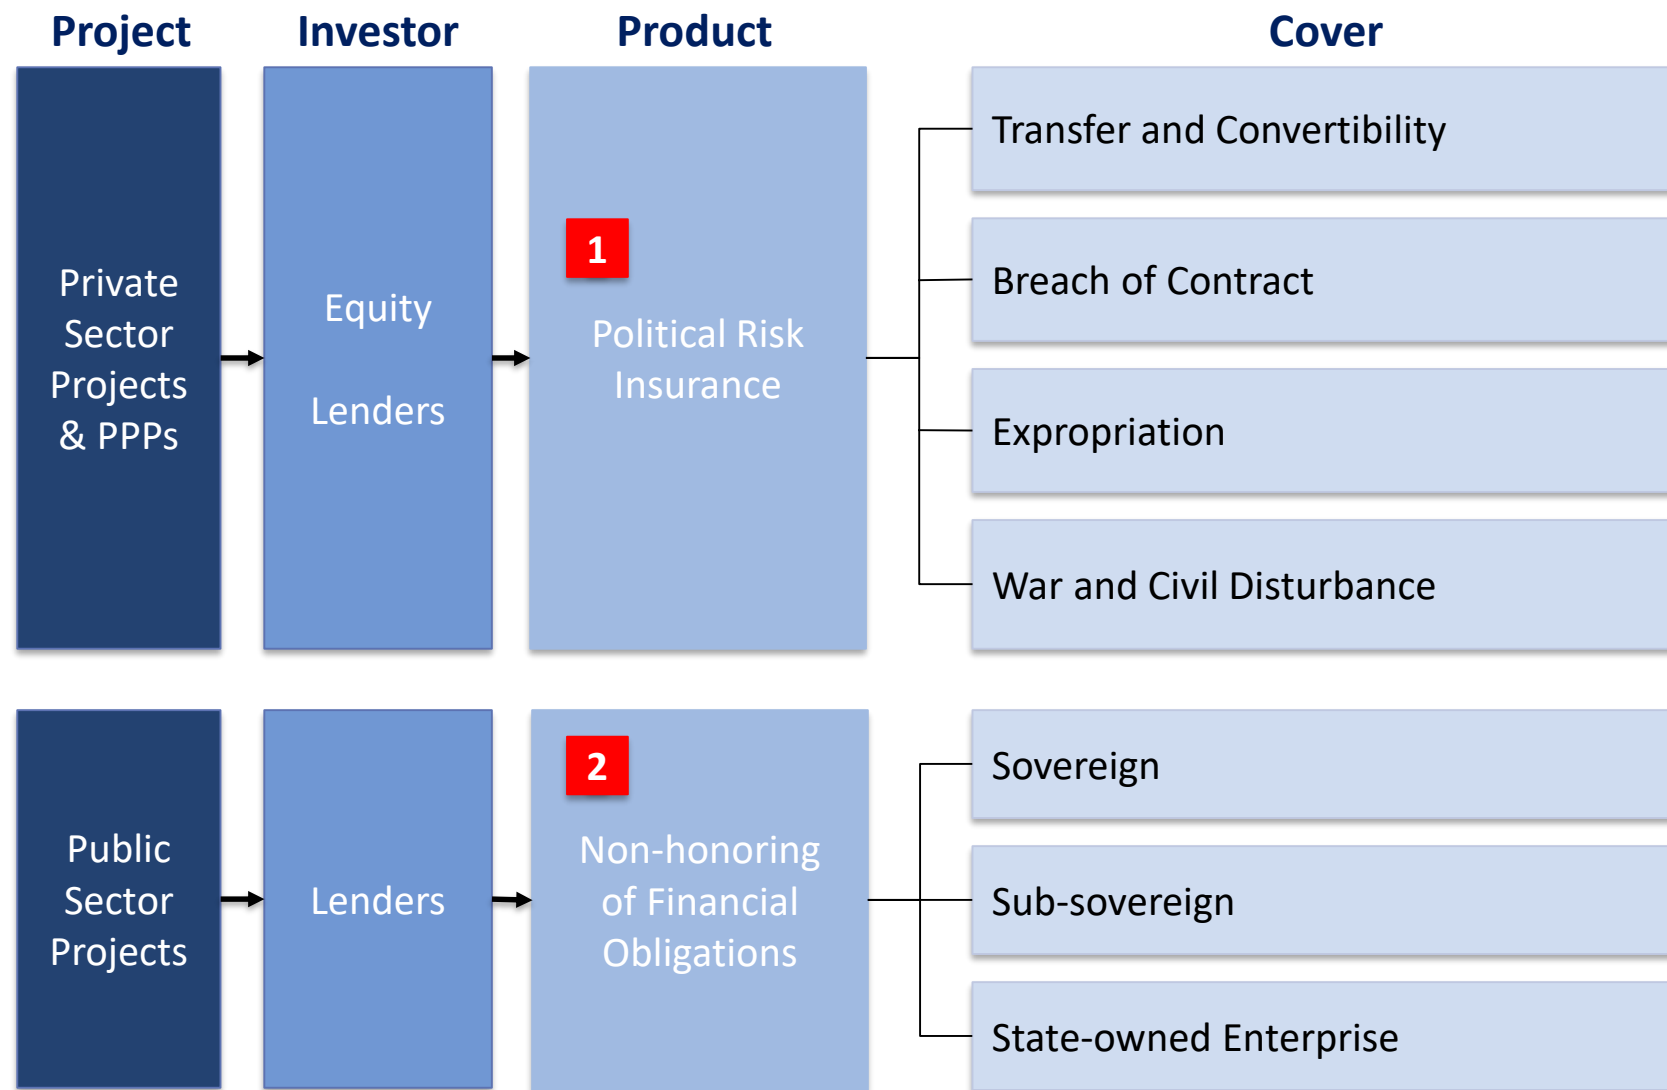 Project
Investor
Product
Cover
Private
Sector
Projects
& PPPs
Equity
Lenders
1
Political Risk
Insurance
Transfer and Convertibility
Breach of Contract
Expropriation
War and Civil Disturbance
Public
Sector
Projects
Lenders
2
Non-honoring
of Financial
Obligations
Sovereign
Sub-sovereign
State-owned Enterprise